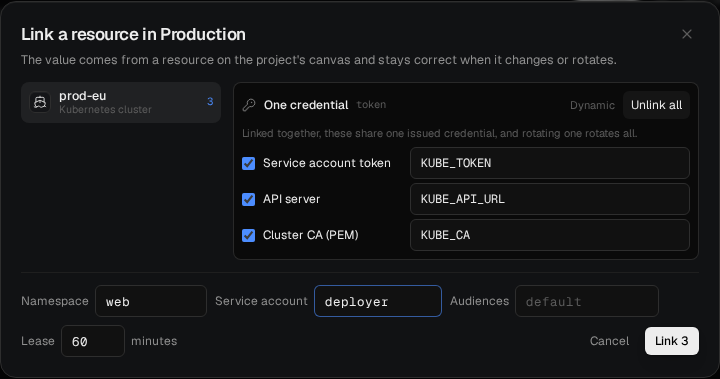 Link a resource in Production
The value comes from a resource on the project's canvas and stays correct when it changes or rotates.
prod-eu
Kubernetes cluster
3
One credential token Dynamic Unlink all
Linked together, these share one issued credential, and rotating one rotates all.
Service account token KUBE_TOKEN
API server KUBE_API_URL
Cluster CA (PEM) KUBE_CA
Namespace web Service account deployer Audiences default
Lease 60 minutes Cancel Link 3